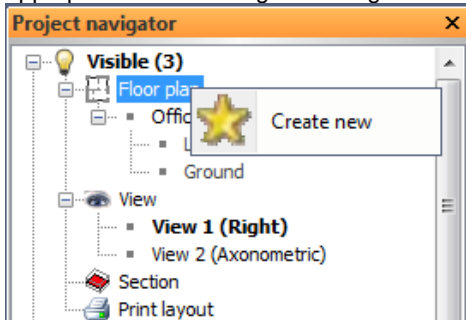 Project navigator
Visible (3)
Floor plan
Create new
Ground
View
View 1 (Right)
View 2 (Axonometric)
Section
Print layout